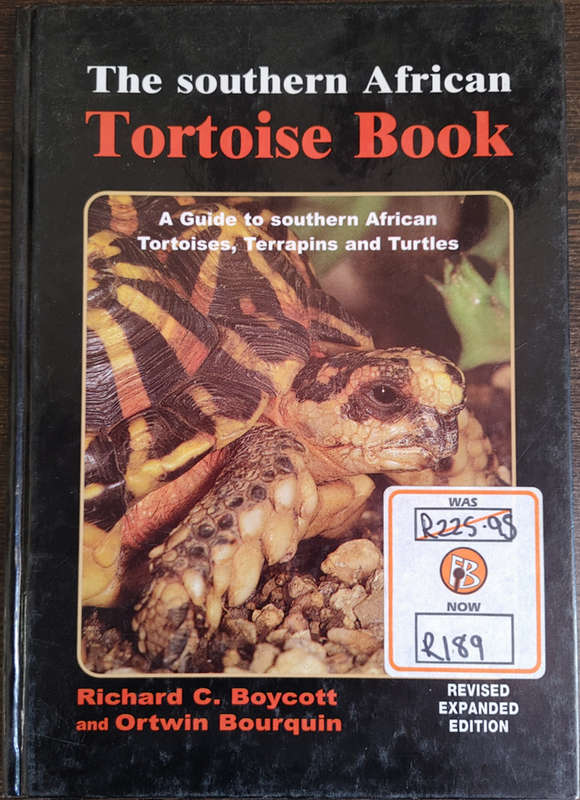 The southern African
Tortoise Book
A Guide to southern African
Tortoises, Terrapins and Turtles
WAS
R225.95
FB
NOW
R189
Richard C. Boycott
and Ortwin Bourquin
REVISED
EXPANDED
EDITION